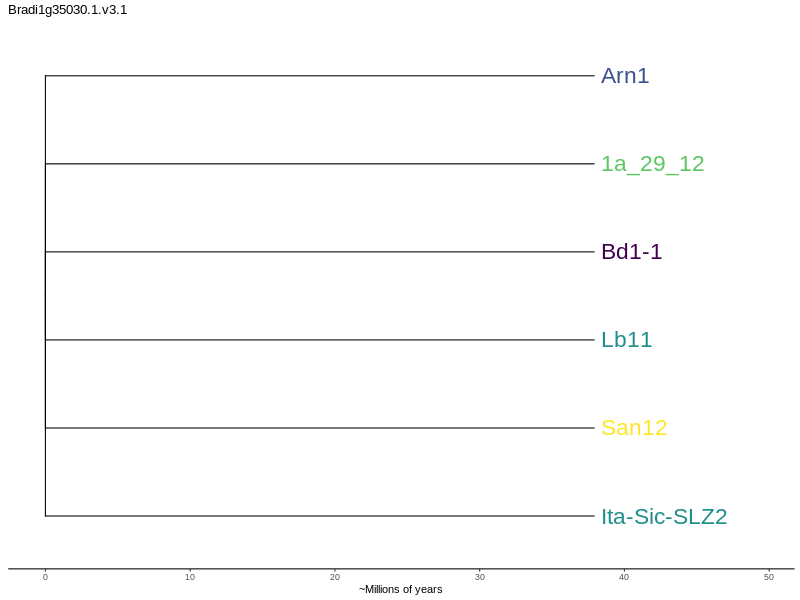 Bradi1g35030.1.v3.1
Arn1
1a_29_12
Bd1-1
Lb11
San12
Ita-Sic-SLZ2
0 10 20 30 40 50
~Millions of years